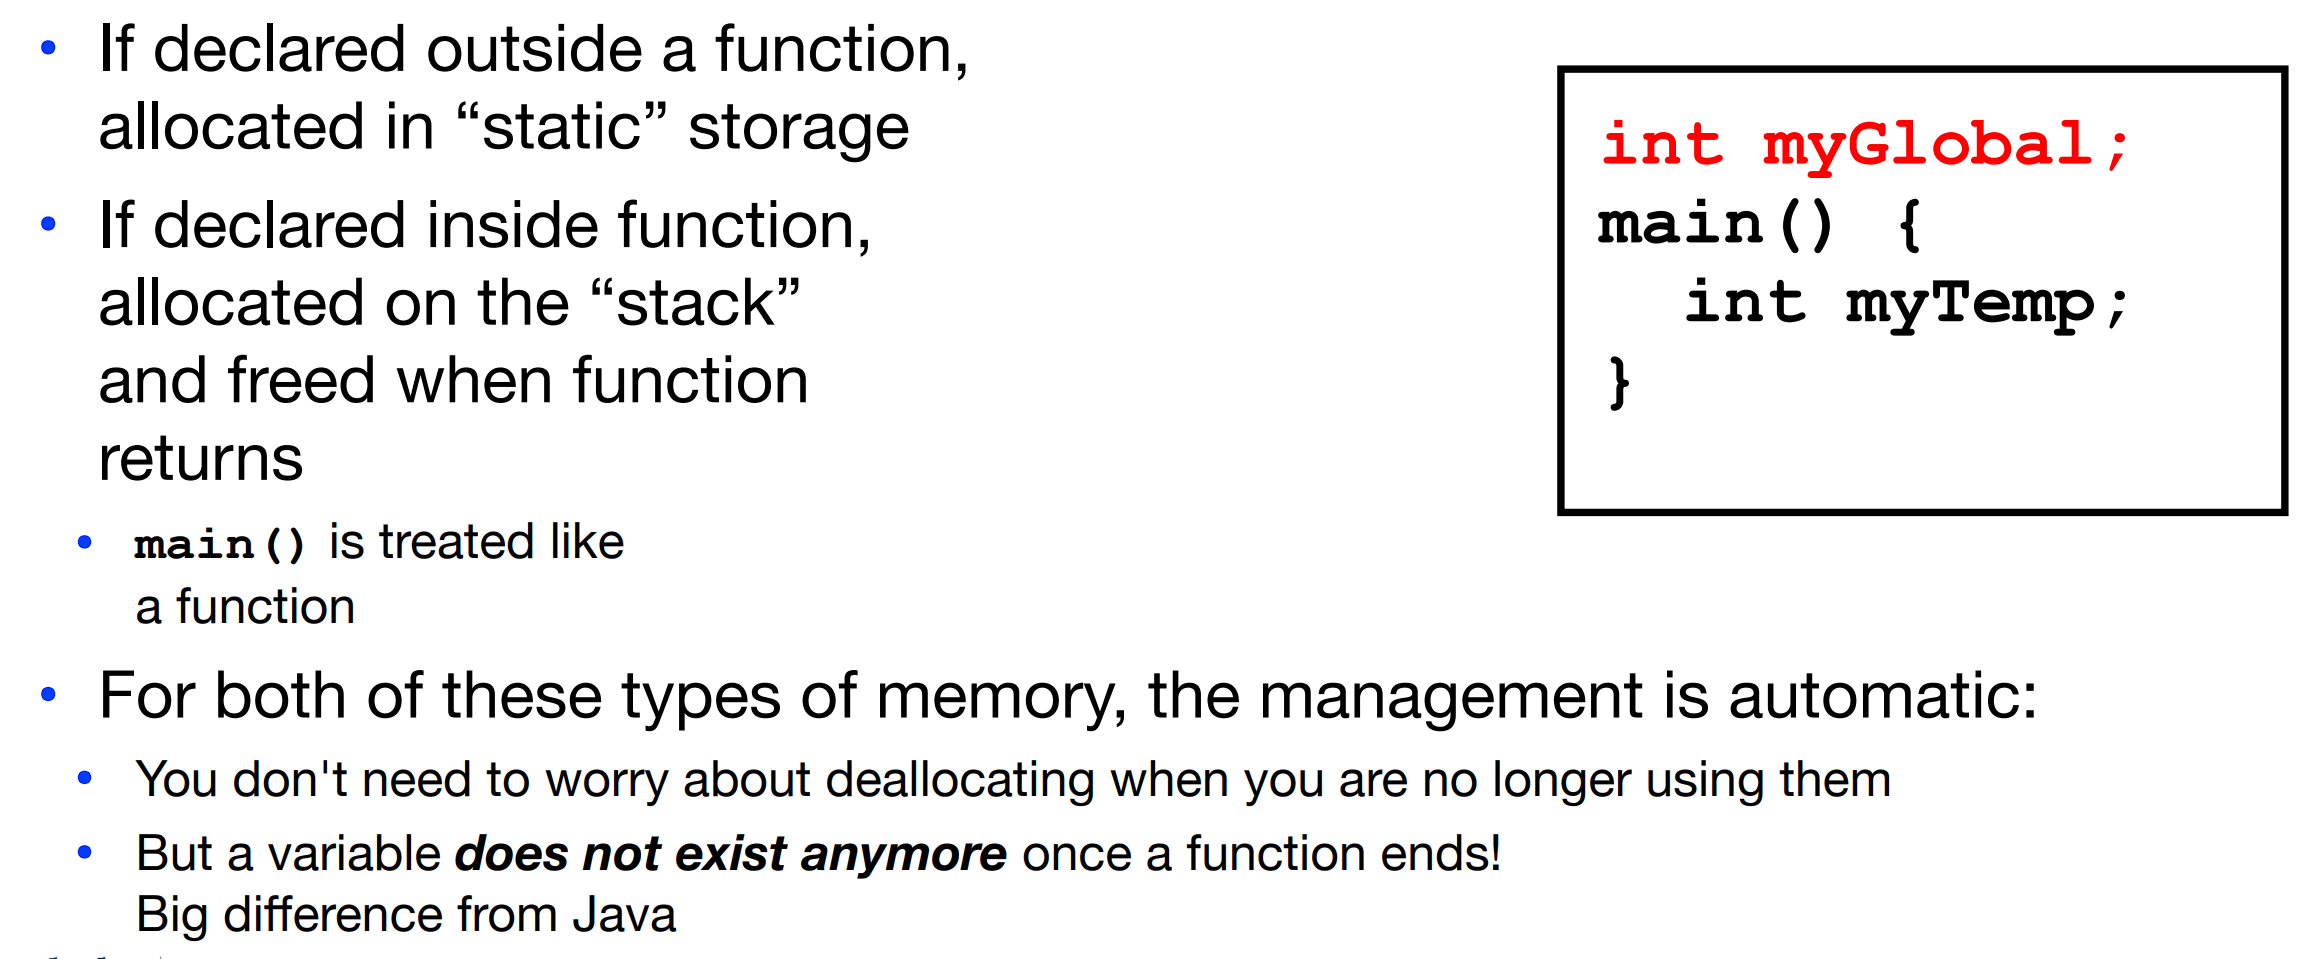 • If declared outside a function,
allocated in “static” storage
• If declared inside function,
allocated on the “stack”
and freed when function
returns
• main() is treated like
a function
• For both of these types of memory, the management is automatic:
• You don't need to worry about deallocating when you are no longer using them
• But a variable does not exist anymore once a function ends!
Big difference from Java
int myGlobal;
main() {
  int myTemp;
}